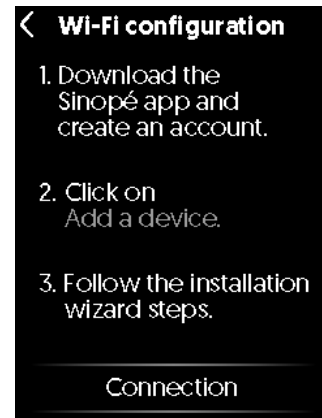 Wi-Fi configuration
1. Download the
Sinopé app and
create an account.
2. Click on
Add a device.
3. Follow the installation
wizard steps.
Connection